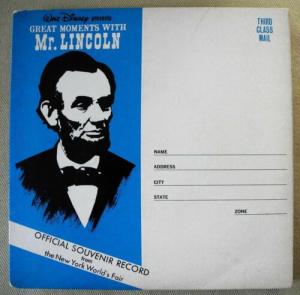 Walt Disney presents
GREAT MOMENTS WITH
Mr. LINCOLN
THIRD
CLASS
MAIL
NAME
ADDRESS
CITY
STATE
ZONE
OFFICIAL SOUVENIR RECORD
from
the New York World's Fair